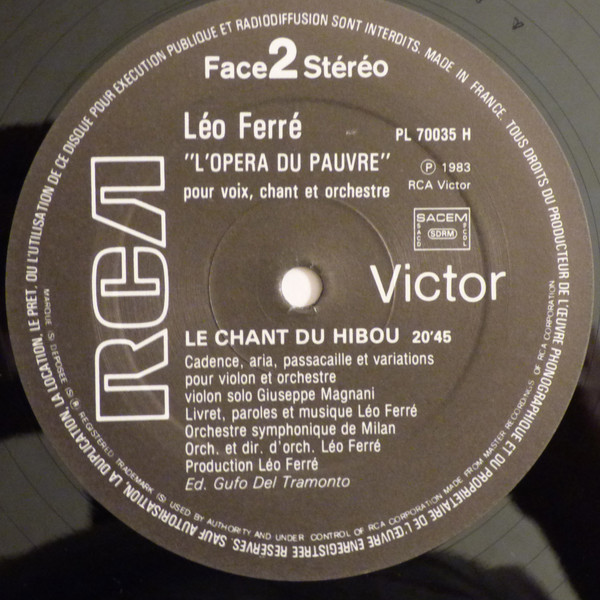 Face 2 Stéréo
Léo Ferré
PL 70035 H
"L'OPERA DU PAUVRE"
pour voix, chant et orchestre
Ⓟ 1983
RCA Victor
SACEM
SACD
SDRM
SGDL
RCA
Victor
LE CHANT DU HIBOU 20'45
Cadence, aria, passacaille et variations
pour violon et orchestre
violon solo Giuseppe Magnani
Livret, paroles et musique Léo Ferré
Orchestre symphonique de Milan
Orch. et dir. d'orch. Léo Ferré
Production Léo Ferré
Ed. Gufo Del Tramonto
MADE IN FRANCE. TOUS DROITS DU PRODUCTEUR DE L'ŒUVRE PHONOGRAPHIQUE ET DU PROPRIETAIRE DE L'ŒUVRE ENREGISTREE RESERVES. SAUF AUTORISATION, LA DUPLICATION, LA LOCATION, LE PRET, OU L'UTILISATION DE CE DISQUE POUR EXECUTION PUBLIQUE ET RADIODIFFUSION SONT INTERDITS.
MARQUE (S) DEPOSEE (S) ® REGISTERED TRADEMARK (S) USED BY AUTHORITY AND UNDER CONTROL OF RCA CORPORATION MADE FROM MASTER RECORDINGS OF RCA CORPORATION